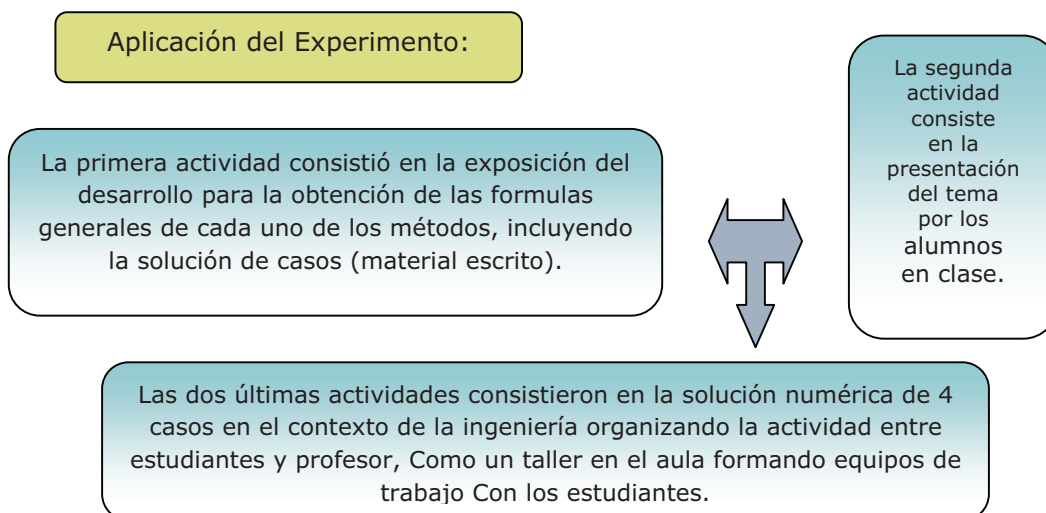 Aplicación del Experimento:
La primera actividad consistió en la exposición del
desarrollo para la obtención de las formulas
generales de cada uno de los métodos, incluyendo
la solución de casos (material escrito).
La segunda
actividad
consiste
en la
presentación
del tema
por los
alumnos
en clase.
Las dos últimas actividades consistieron en la solución numérica de 4
casos en el contexto de la ingeniería organizando la actividad entre
estudiantes y profesor, Como un taller en el aula formando equipos de
trabajo Con los estudiantes.